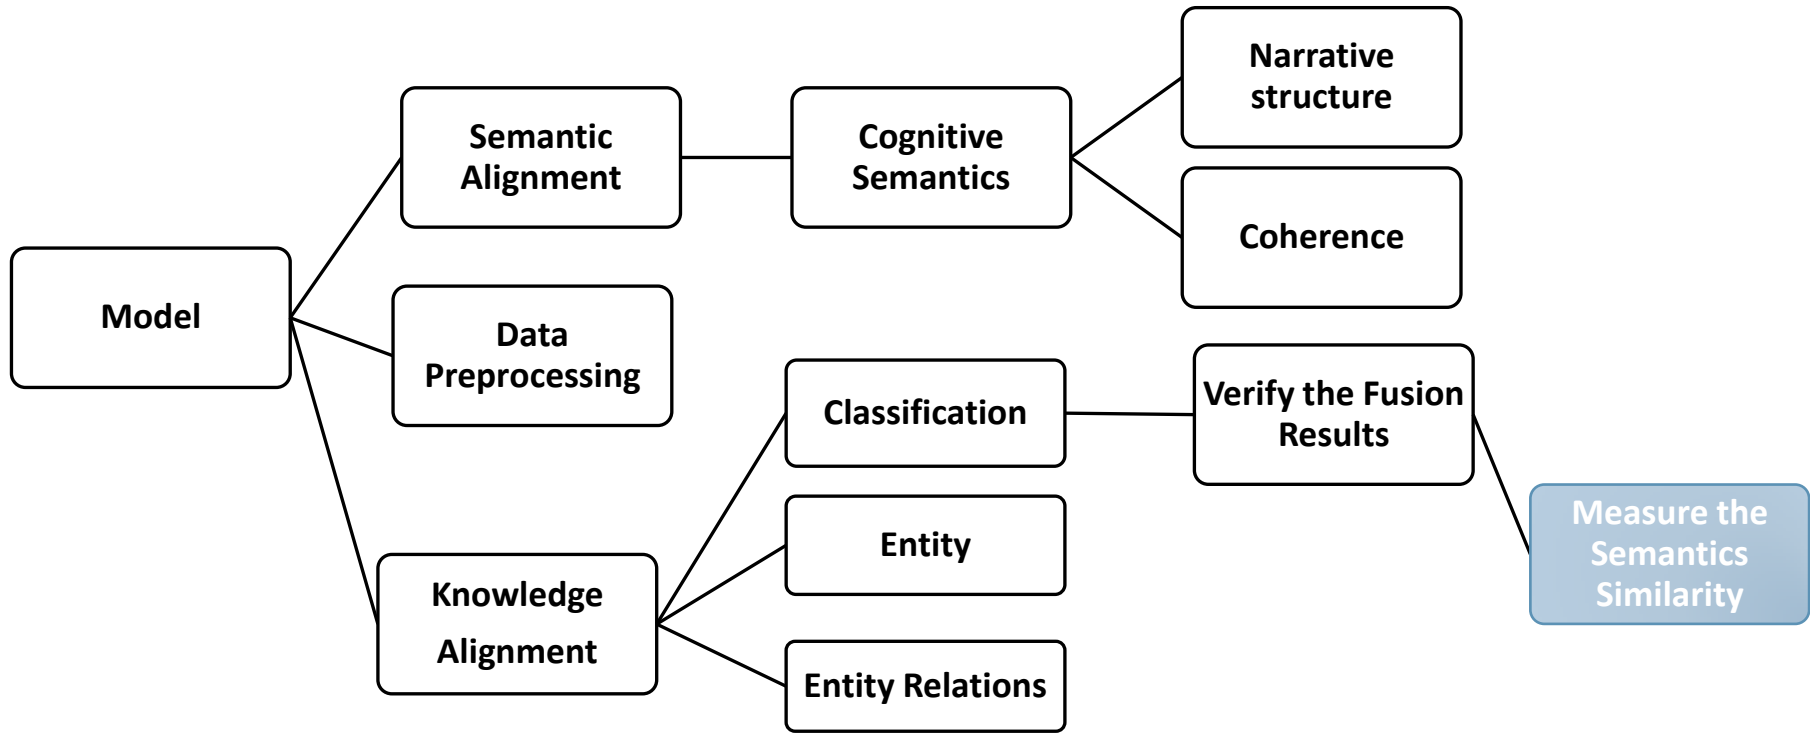 Narrative
structure
Semantic
Alignment
Cognitive
Semantics
Coherence
Model
Data
Preprocessing
Classification
Verify the Fusion
Results
Measure the
Semantics
Similarity
Entity
Knowledge
Alignment
Entity Relations